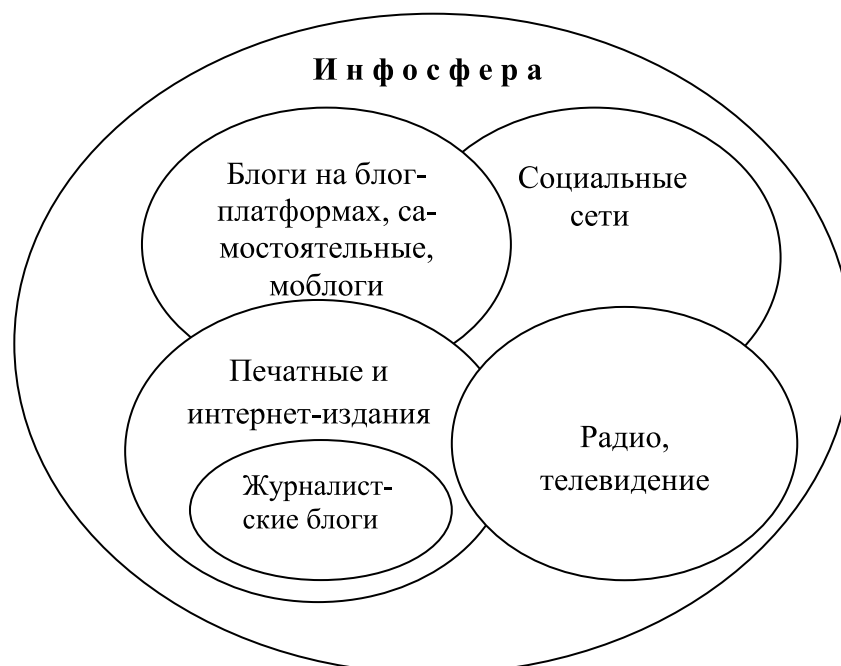 Инфосфера
Блоги на блог-
платформах, са-
мостоятельные,
моблоги
Социальные
сети
Печатные и
интернет-издания
Журналист-
ские блоги
Радио,
телевидение